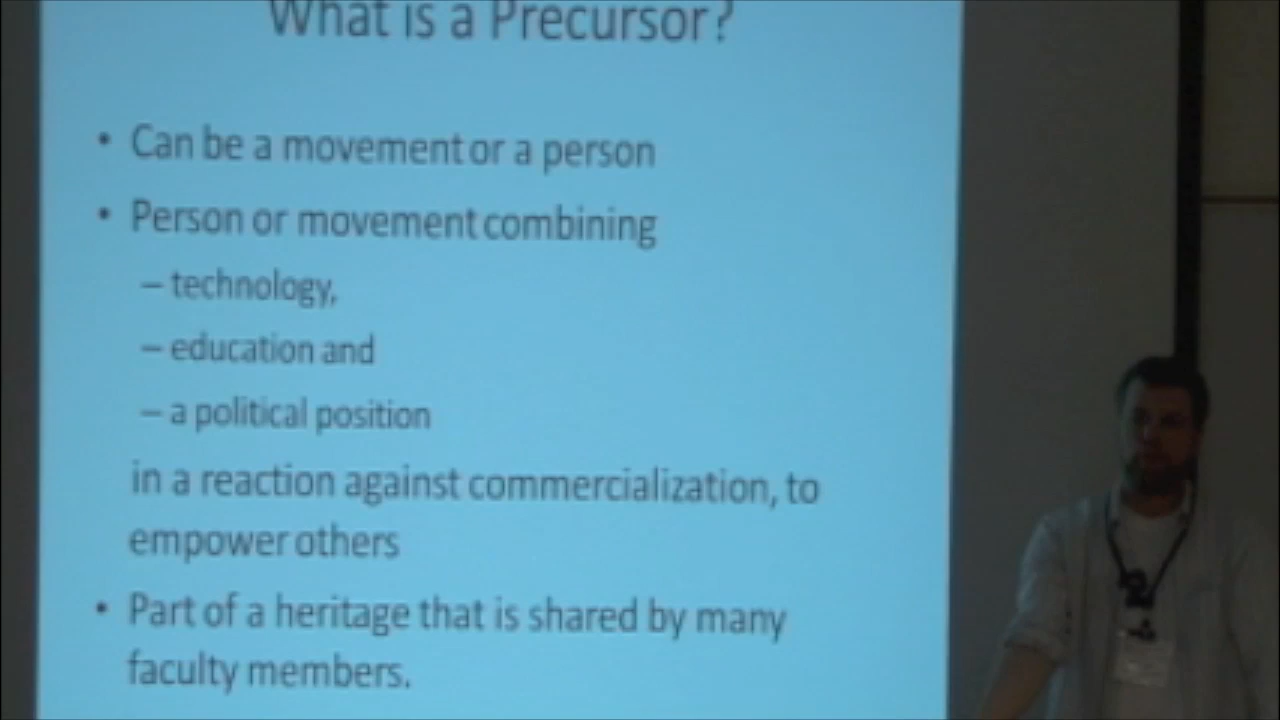 What is a Precursor?
• Can be a movement or a person
• Person or movement combining
– technology,
– education and
– a political position
in a reaction against commercialization, to
empower others
• Part of a heritage that is shared by many
faculty members.